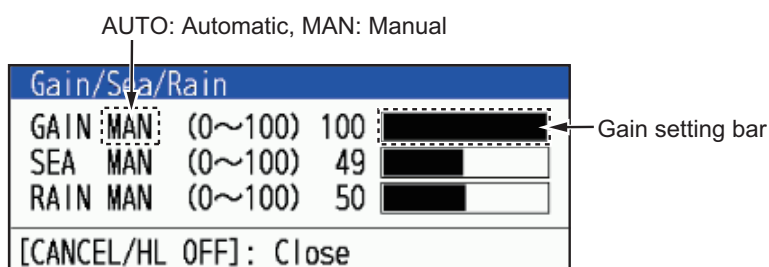 AUTO: Automatic, MAN: Manual
Gain/Sea/Rain
GAIN MAN (0～100) 100
Gain setting bar
SEA MAN (0～100) 49
RAIN MAN (0～100) 50
[CANCEL/HL OFF]: Close